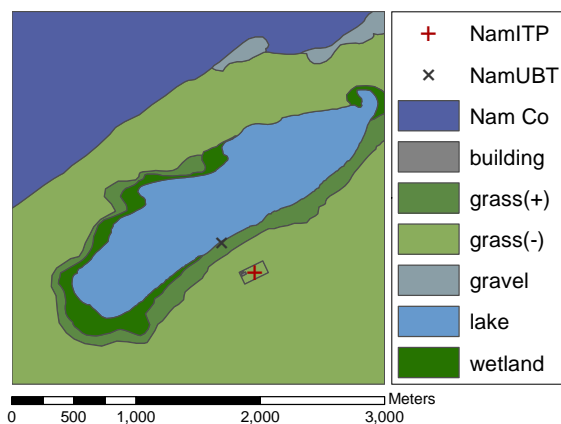 NamITP
NamUBT
Nam Co
building
grass(+)
grass(-)
gravel
lake
wetland
Meters
0 500 1,000 2,000 3,000